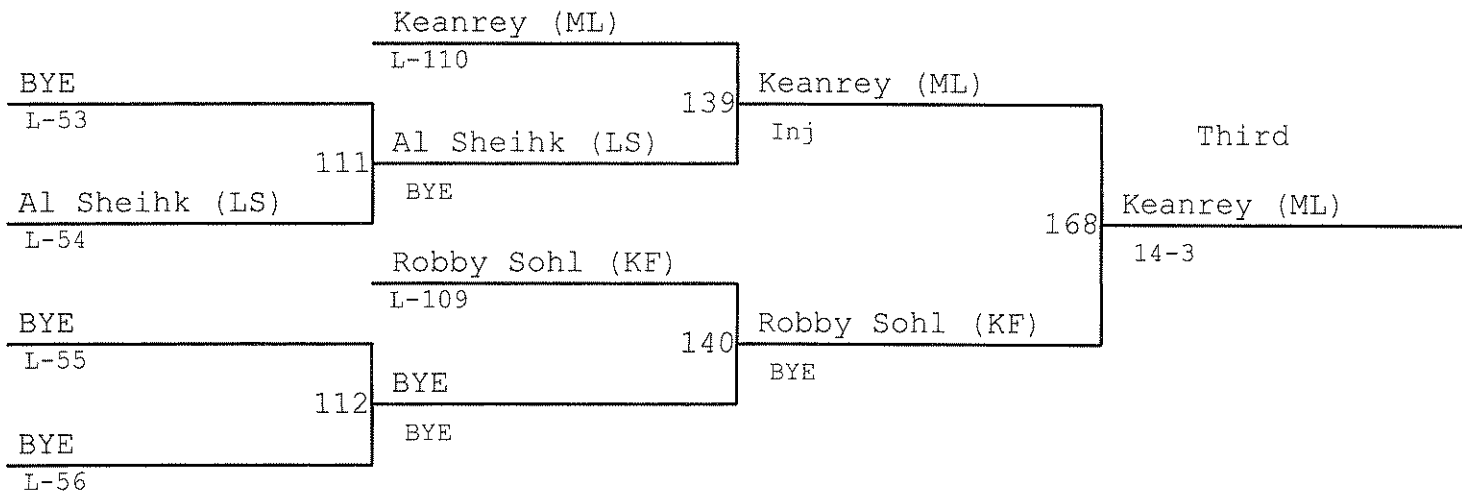 Keanrey (ML)
L-110
BYE
L-53
139
Keanrey (ML)
Inj
Third
111
Al Sheihk (LS)
BYE
Al Sheihk (LS)
L-54
168
Keanrey (ML)
14-3
Robby Sohl (KF)
L-109
BYE
L-55
140
Robby Sohl (KF)
BYE
112
BYE
BYE
BYE
L-56